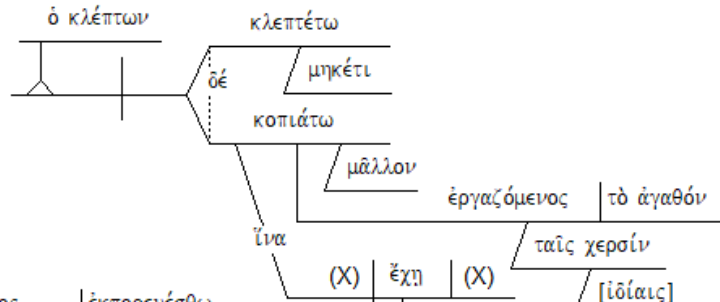 ὁ κλέπτων
κλεπτέτω
δέ
μηκέτι
κοπιάτω
μᾶλλον
ἐργαζόμενος τὸ ἀγαθόν
ἵνα
ταῖς χερσίν
(X) ἔχῃ (X)
[ἰδίαις]